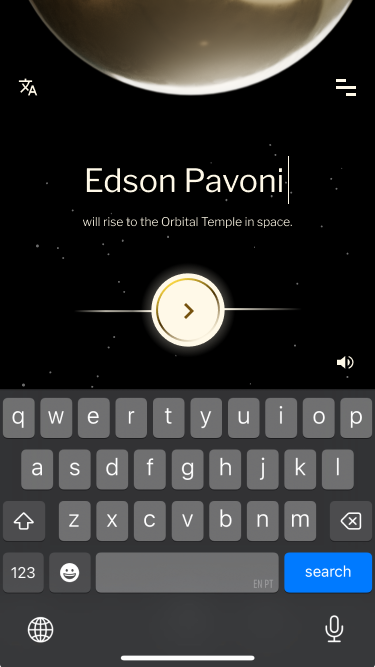 Edson Pavoni
will rise to the Orbital Temple in space.
q w e r t y u i o p
a s d f g h j k l
z x c v b n m
123 EN PT search